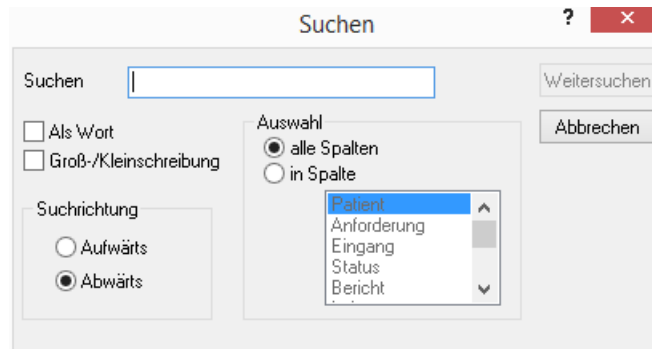 Suchen
?
Suchen
Weitersuchen
Als Wort
Groß-/Kleinschreibung
Auswahl
alle Spalten
in Spalte
Abbrechen
Suchrichtung
Aufwärts
Abwärts
Patient
Anforderung
Eingang
Status
Bericht